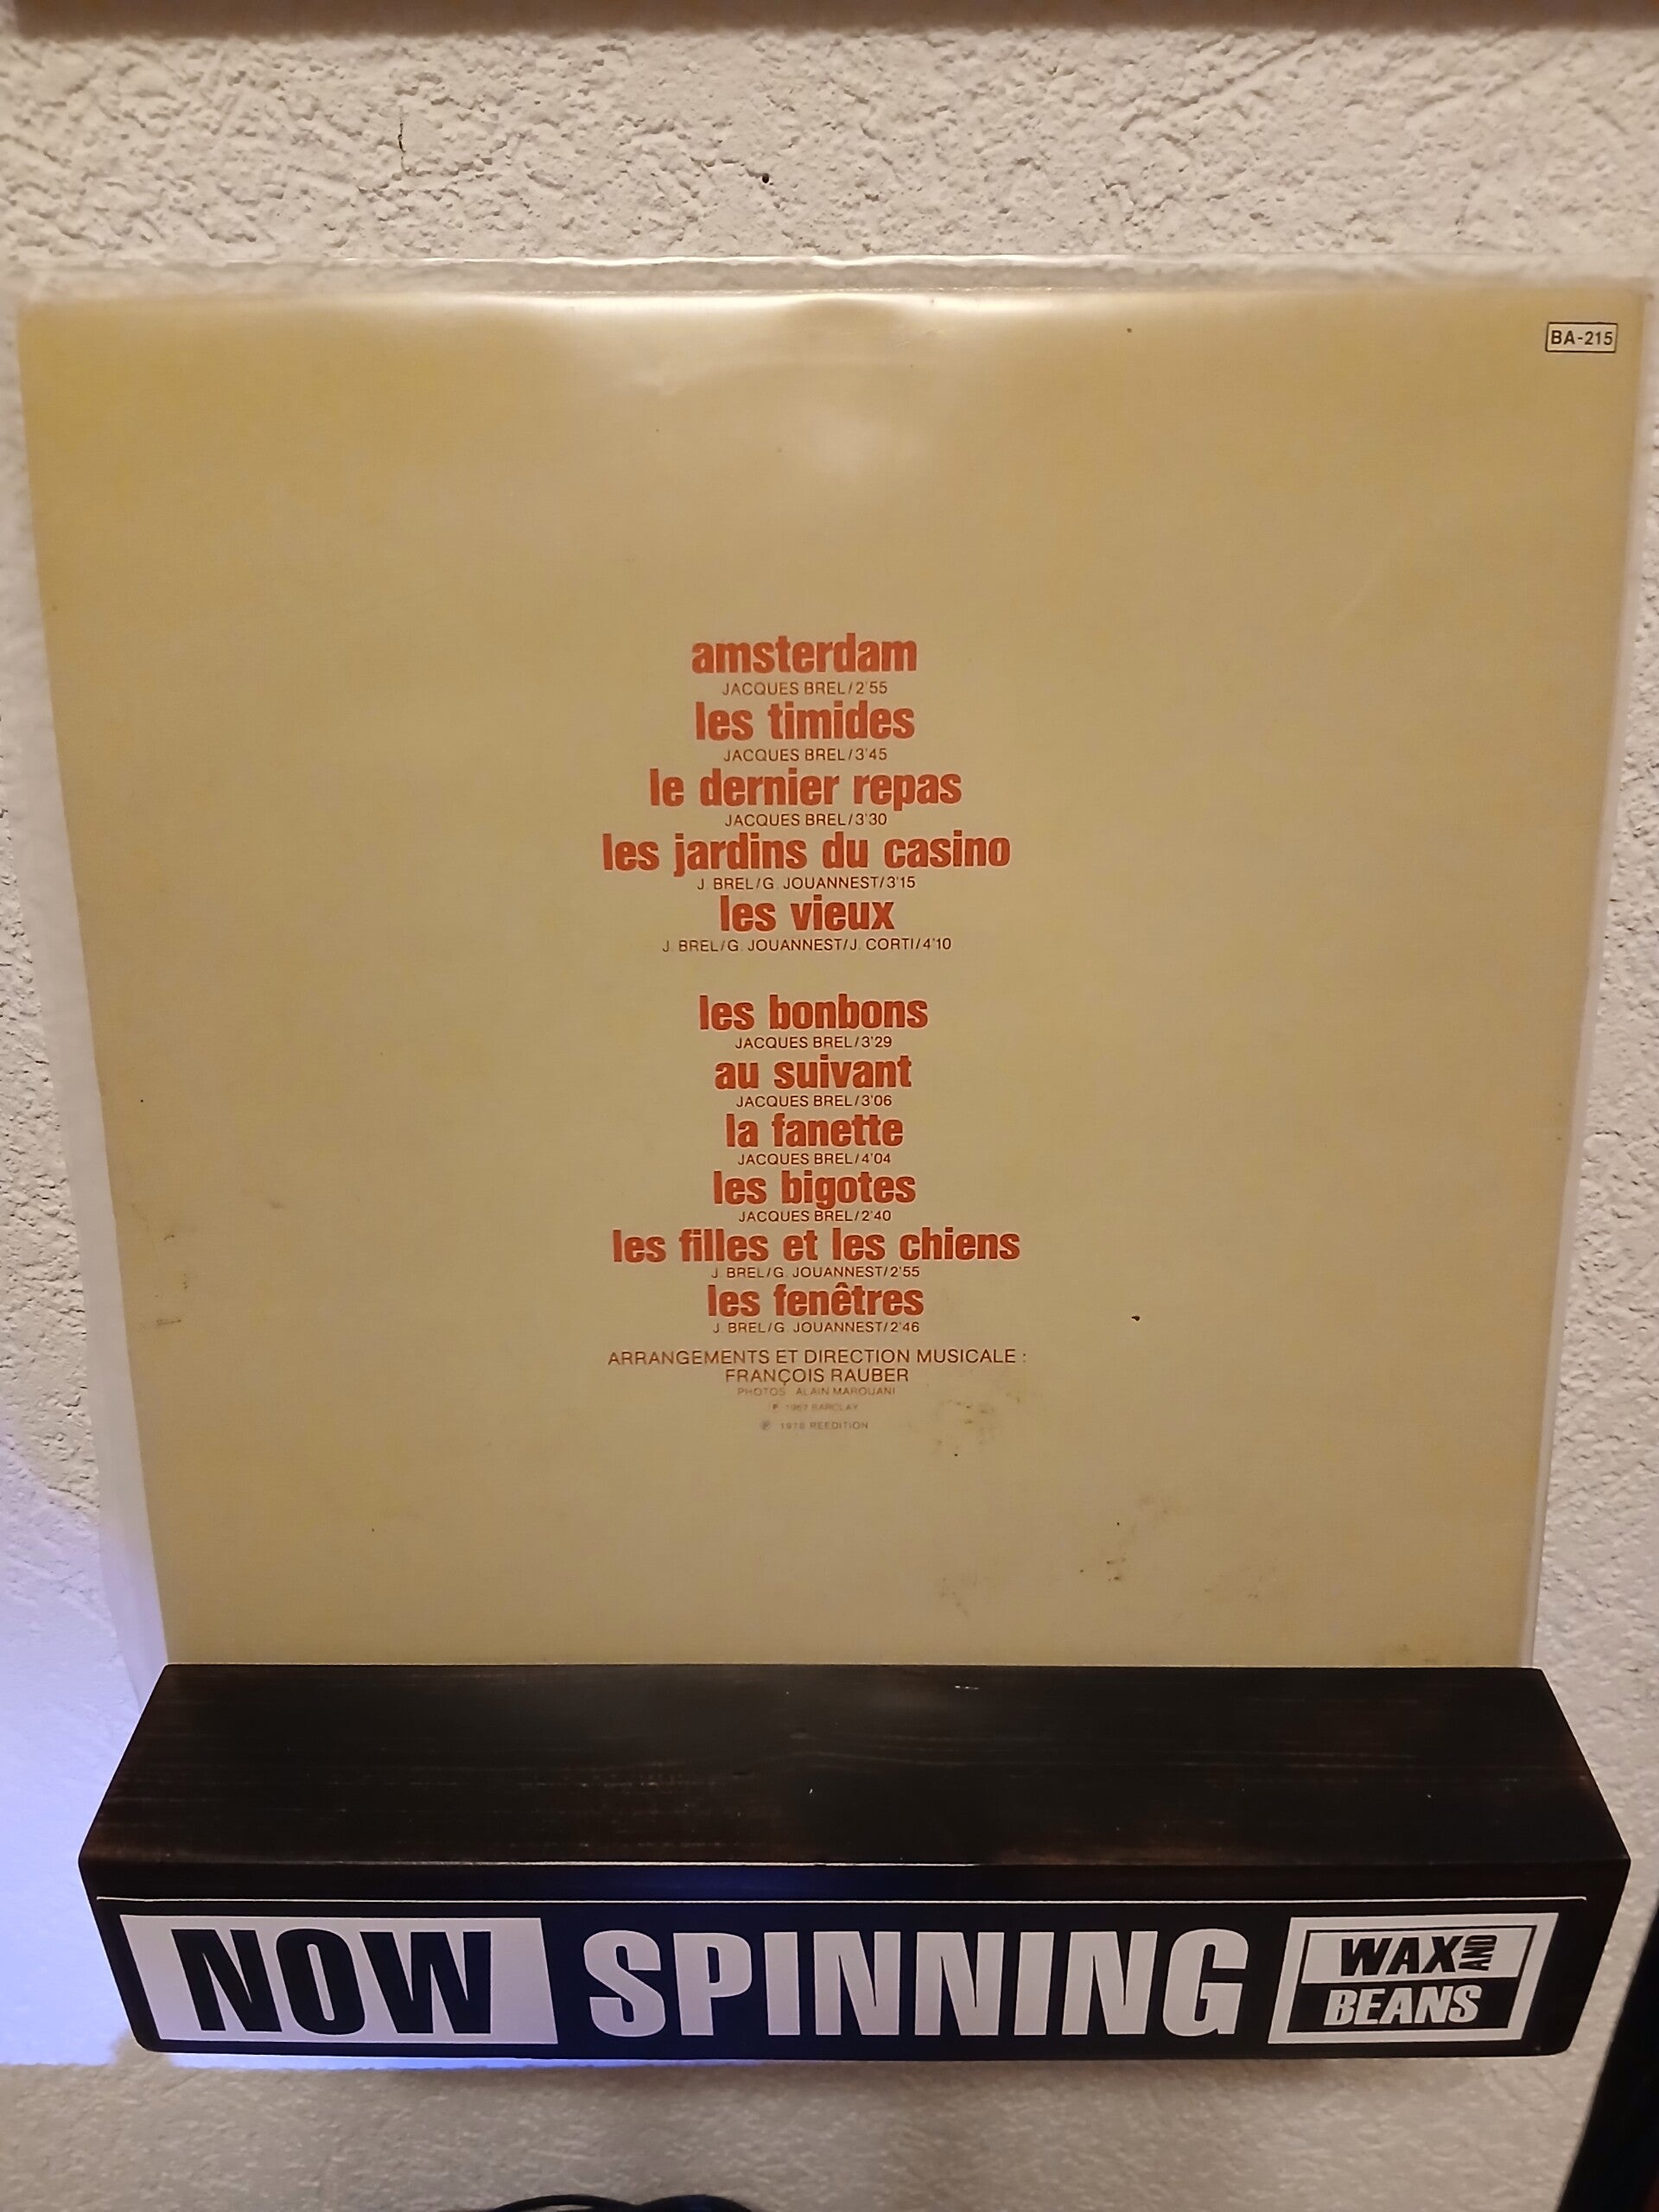 BA-215
amsterdam
JACQUES BREL/2'55
les timides
JACQUES BREL/3'45
le dernier repas
JACQUES BREL/3'30
les jardins du casino
J. BREL/G. JOUANNEST/3'15
les vieux
J. BREL/G. JOUANNEST/J. CORTI/4'10
les bonbons
JACQUES BREL/3'29
au suivant
JACQUES BREL/3'06
la fanette
JACQUES BREL/4'04
les bigotes
JACQUES BREL/2'40
les filles et les chiens
J. BREL/G. JOUANNEST/2'55
les fenêtres
J. BREL/G. JOUANNEST/2'46
ARRANGEMENTS ET DIRECTION MUSICALE :
FRANÇOIS RAUBER
PHOTOS ALAIN MAROUANI
℗ 1967 BARCLAY
℗ 1978 REEDITION
NOW SPINNING
WAX AND
BEANS